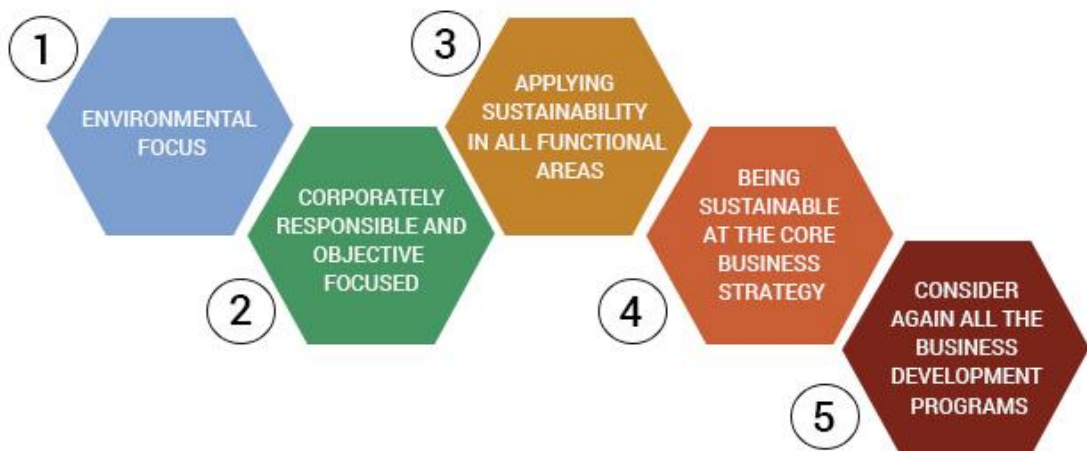 1
ENVIRONMENTAL
FOCUS
2
CORPORATELY
RESPONSIBLE AND
OBJECTIVE
FOCUSED
3
APPLYING
SUSTAINABILITY
IN ALL FUNCTIONAL
AREAS
4
BEING
SUSTAINABLE
AT THE CORE
BUSINESS
STRATEGY
5
CONSIDER
AGAIN ALL THE
BUSINESS
DEVELOPMENT
PROGRAMS